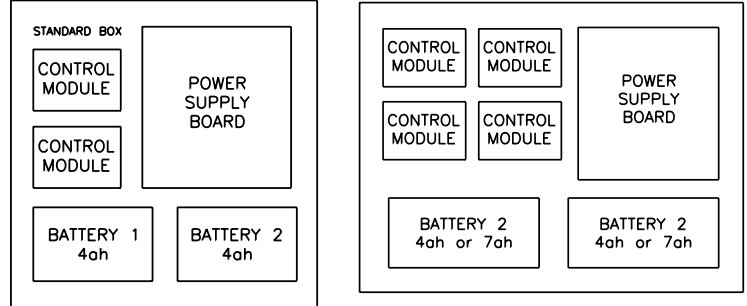 STANDARD BOX
CONTROL
MODULE
POWER
SUPPLY
BOARD
CONTROL
MODULE
BATTERY 1
4ah
BATTERY 2
4ah
CONTROL
MODULE
CONTROL
MODULE
POWER
SUPPLY
BOARD
CONTROL
MODULE
CONTROL
MODULE
BATTERY 2
4ah or 7ah
BATTERY 2
4ah or 7ah